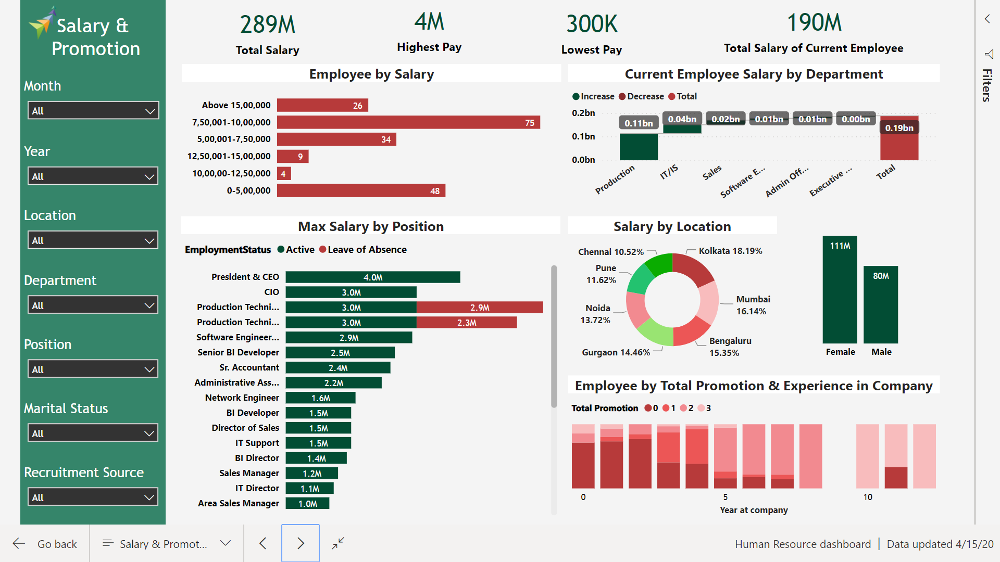 Salary &
Promotion
Month
All
Year
All
Location
All
Department
All
Position
All
Marital Status
All
Recruitment Source
All
289M
Total Salary
4M
Highest Pay
300K
Lowest Pay
190M
Total Salary of Current Employee
Filters
Employee by Salary
Above 15,00,000 26
7,50,001-10,00,000 75
5,00,001-7,50,000 34
12,50,001-15,00,000 9
10,00,00-12,50,000 4
0-5,00,000 48
Current Employee Salary by Department
Increase Decrease Total
0.2bn
0.1bn
0.0bn
0.11bn 0.04bn 0.02bn 0.01bn 0.01bn 0.00bn 0.19bn
Production IT/IS Sales Software E... Admin Off... Executive ... Total
Max Salary by Position
EmploymentStatus Active Leave of Absence
President & CEO 4.0M
CIO 3.0M
Production Techni... 3.0M 2.9M
Production Techni... 3.0M 2.3M
Software Engineer... 2.9M
Senior BI Developer 2.5M
Sr. Accountant 2.4M
Administrative Ass... 2.2M
Network Engineer 1.6M
BI Developer 1.5M
Director of Sales 1.5M
IT Support 1.5M
BI Director 1.4M
Sales Manager 1.2M
IT Director 1.1M
Area Sales Manager 1.0M
Salary by Location
Chennai 10.52%
Kolkata 18.19%
Pune
11.62%
Mumbai
16.14%
Noida
13.72%
Bengaluru
15.35%
Gurgaon 14.46%
111M
80M
Female Male
Employee by Total Promotion & Experience in Company
Total Promotion 0 1 2 3
0 5 10
Year at company
Go back
Salary & Promot...
Human Resource dashboard | Data updated 4/15/20